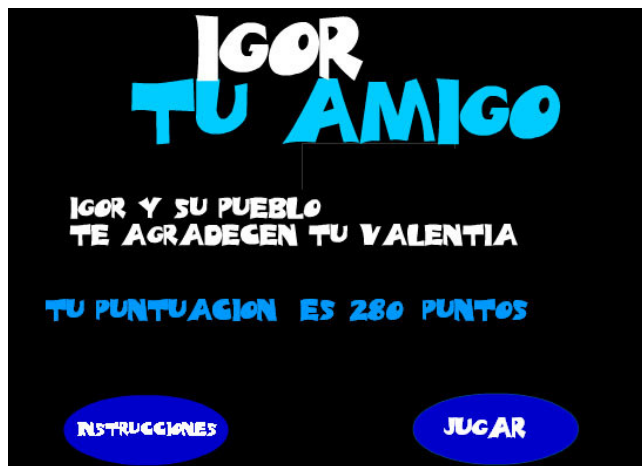 IGOR
TU AMIGO
IGOR Y SU PUEBLO
TE AGRADECEN TU VALENTIA
TU PUNTUACION ES 280 PUNTOS
INSTRUCCIONES
JUGAR